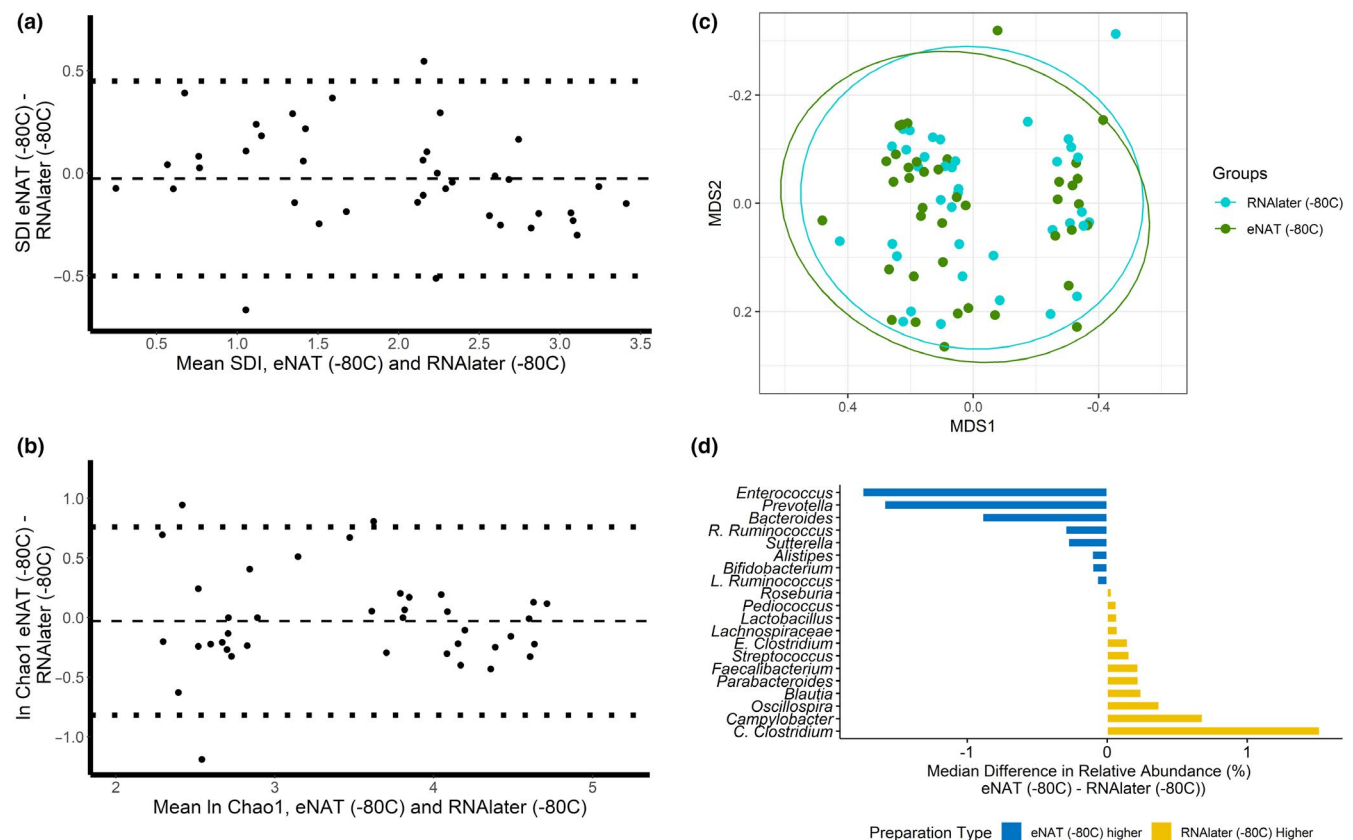 (a)
SDI eNAT (-80C) -
RNAlater (-80C)
0.5
0.0
−0.5
0.5
1.0
1.5
2.0
2.5
3.0
3.5
Mean SDI, eNAT (-80C) and RNAlater (-80C)
(b)
ln Chao1 eNAT (-80C) -
RNAlater (-80C)
1.0
0.5
0.0
−0.5
−1.0
2
3
4
5
Mean ln Chao1, eNAT (-80C) and RNAlater (-80C)
(c)
MDS2
-0.2
0.0
0.2
0.4
0.0
-0.4
MDS1
Groups
RNAlater (-80C)
eNAT (-80C)
(d)
Enterococcus
Prevotella
Bacteroides
R. Ruminococcus
Sutterella
Alistipes
Bifidobacterium
L. Ruminococcus
Roseburia
Pediococcus
Lactobacillus
Lachnospiraceae
E. Clostridium
Streptococcus
Faecalibacterium
Parabacteroides
Blautia
Oscillospira
Campylobacter
C. Clostridium
-1
0
1
Median Difference in Relative Abundance (%)
eNAT (-80C) - RNAlater (-80C))
Preparation Type
eNAT (-80C) higher
RNAlater (-80C) Higher